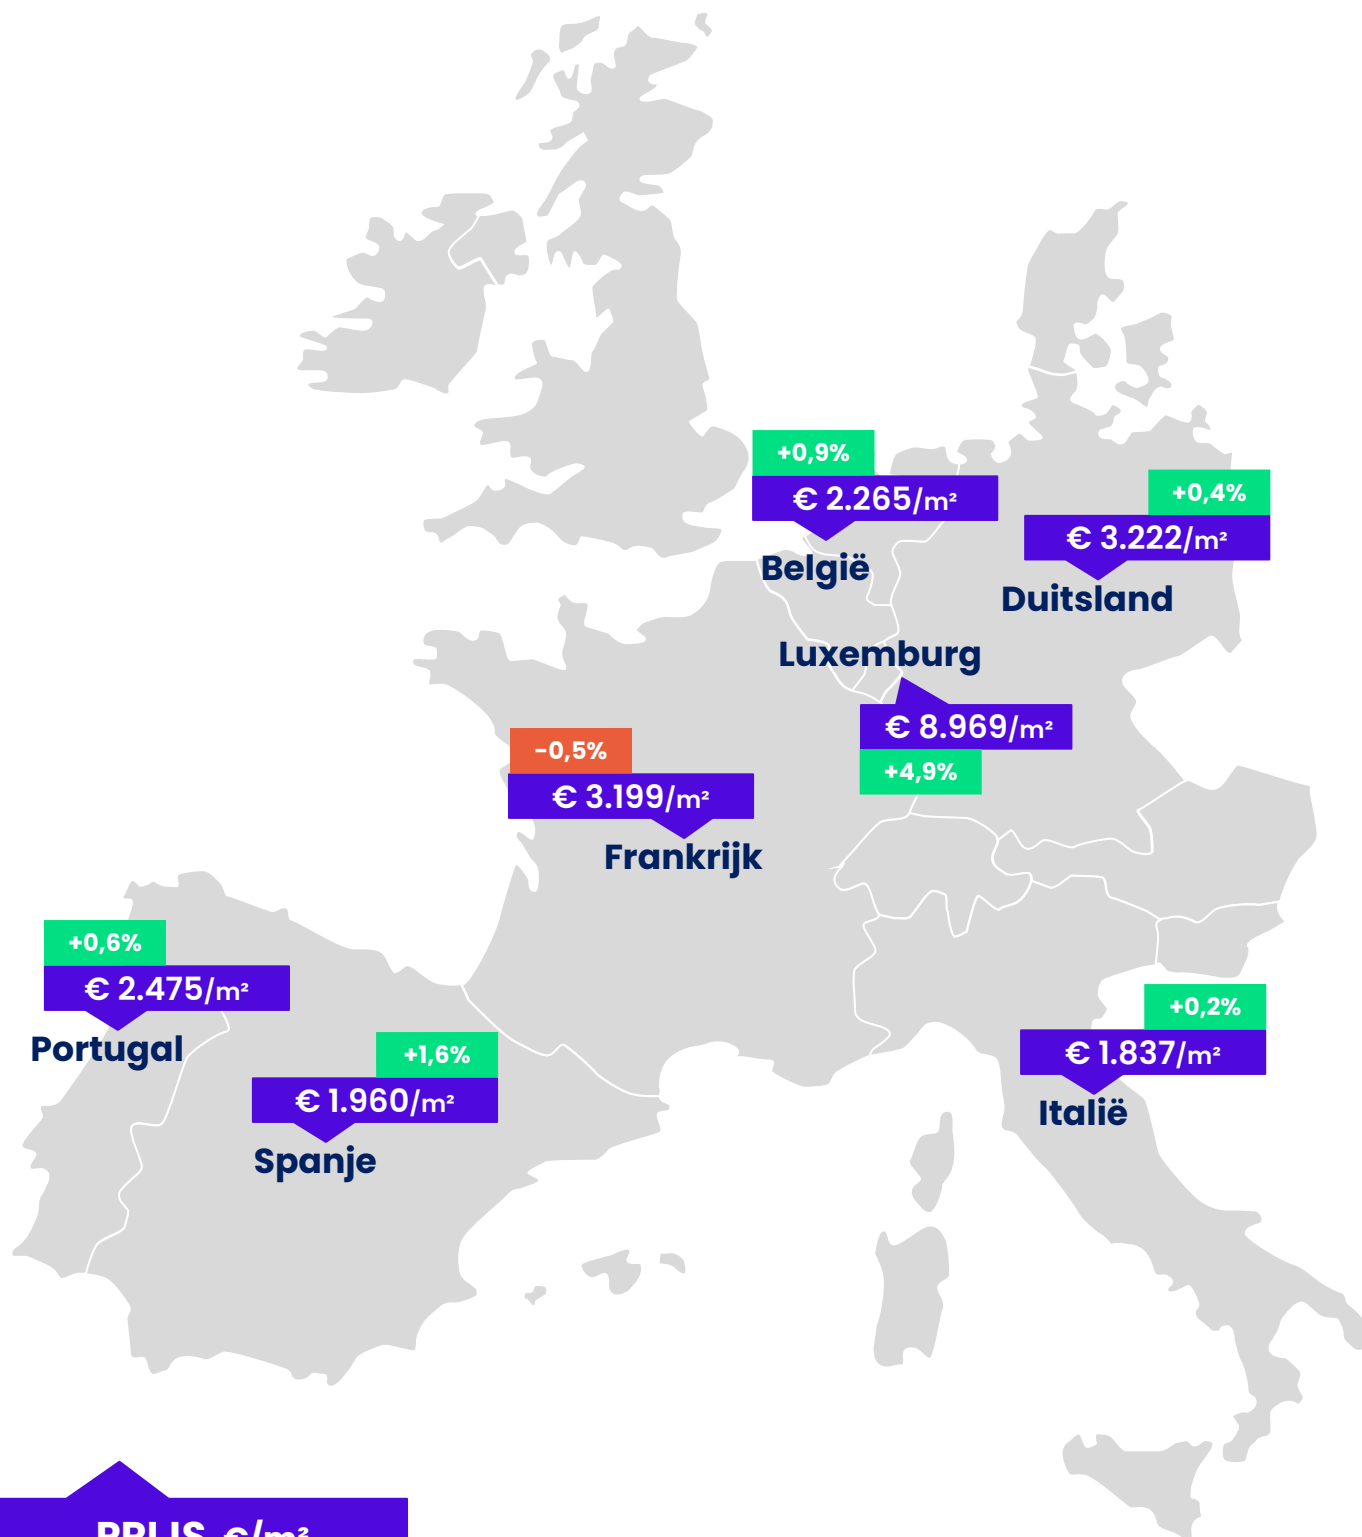 +0,9%
€ 2.265/m²
België
+0,4%
€ 3.222/m²
Duitsland
Luxemburg
€ 8.969/m²
+4,9%
-0,5%
€ 3.199/m²
Frankrijk
+0,6%
€ 2.475/m²
Portugal
+1,6%
€ 1.960/m²
Spanje
+0,2%
€ 1.837/m²
Italië
PRIJS €/m²